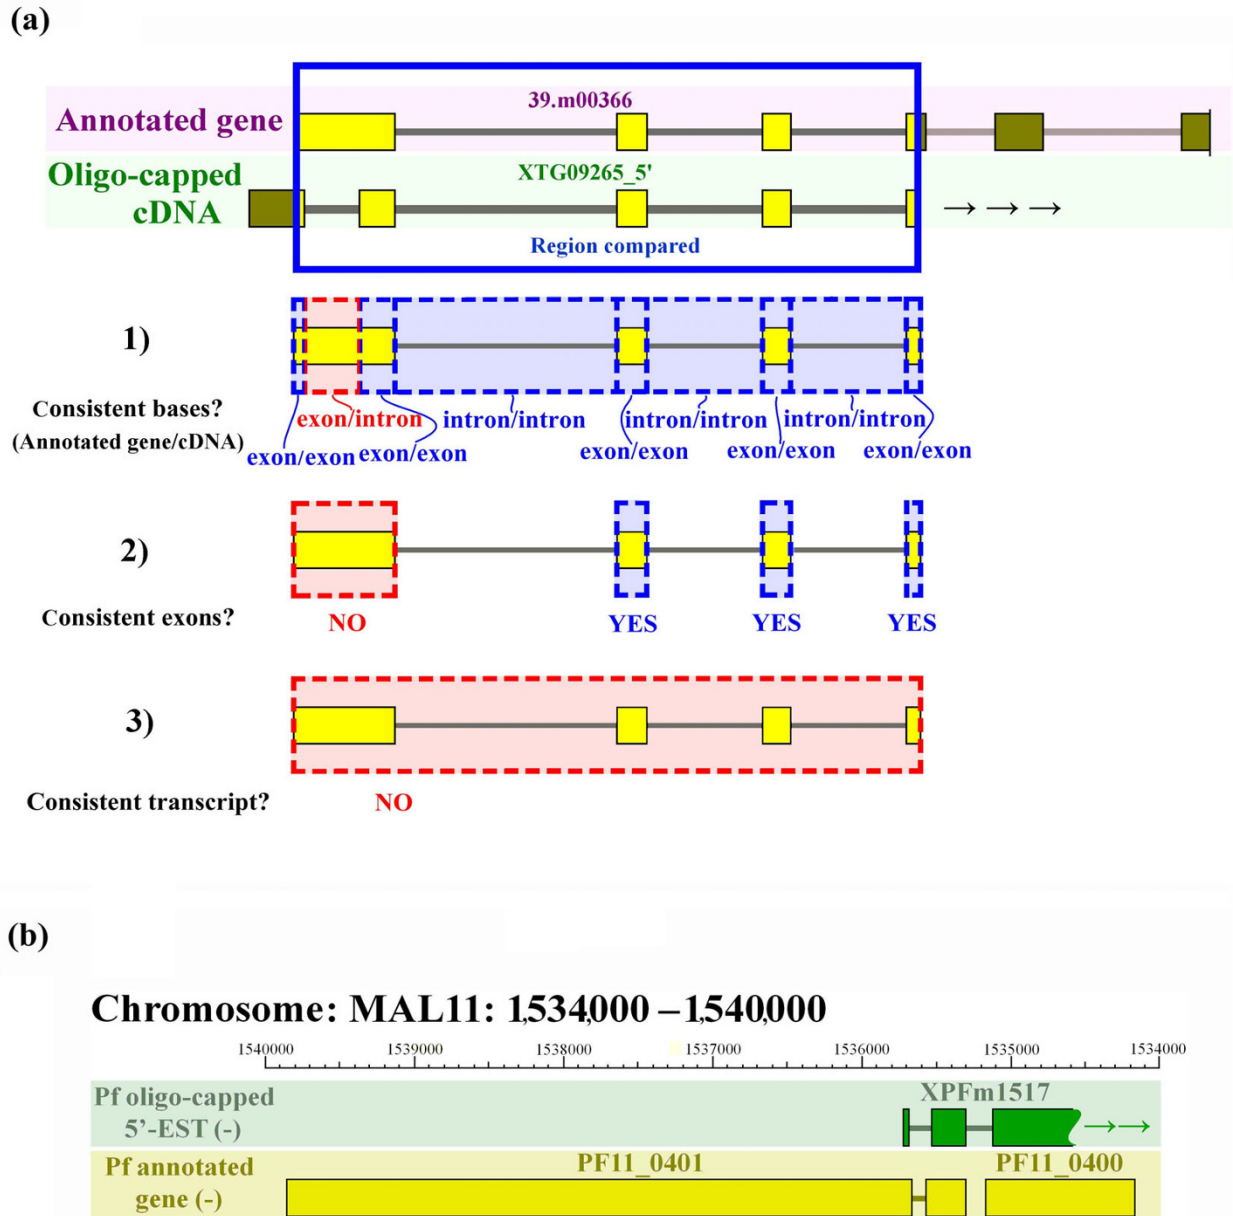 (a)
39.m00366
Annotated gene
Oligo-capped
cDNA
XTG09265_5'
→ → →
Region compared
1)
Consistent bases?
(Annotated gene/cDNA)
exon/intron intron/intron intron/intron intron/intron
exon/exon exon/exon exon/exon exon/exon exon/exon
2)
Consistent exons?
NO YES YES YES
3)
Consistent transcript?
NO
(b)
Chromosome: MAL11: 1,534,000 – 1,540,000
1540000 1539000 1538000 1537000 1536000 1535000 1534000
Pf oligo-capped
5’-EST (-)
XPFm1517
→→
Pf annotated
gene (-)
PF11_0401 PF11_0400